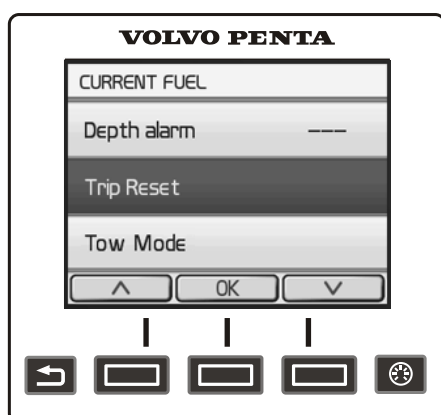 VOLVO PENTA
CURRENT FUEL
Depth alarm ---
Trip Reset
Tow Mode
OK